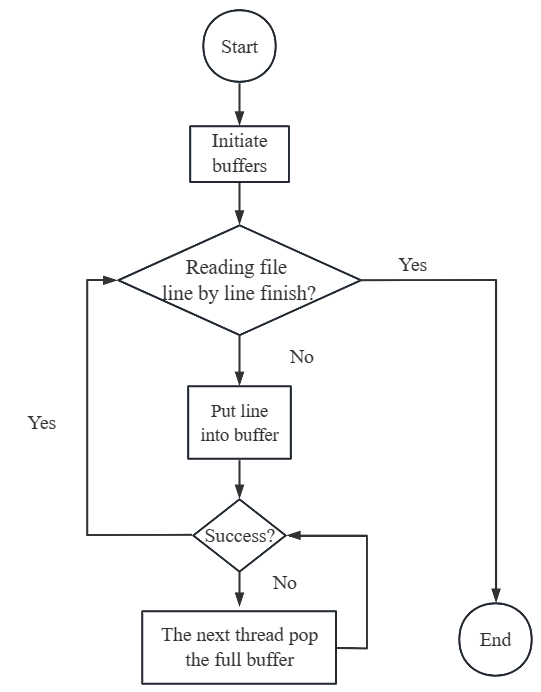 Start
Initiate
buffers
Reading file
line by line finish?
Yes
No
Put line
into buffer
Yes
Success?
No
The next thread pop
the full buffer
End